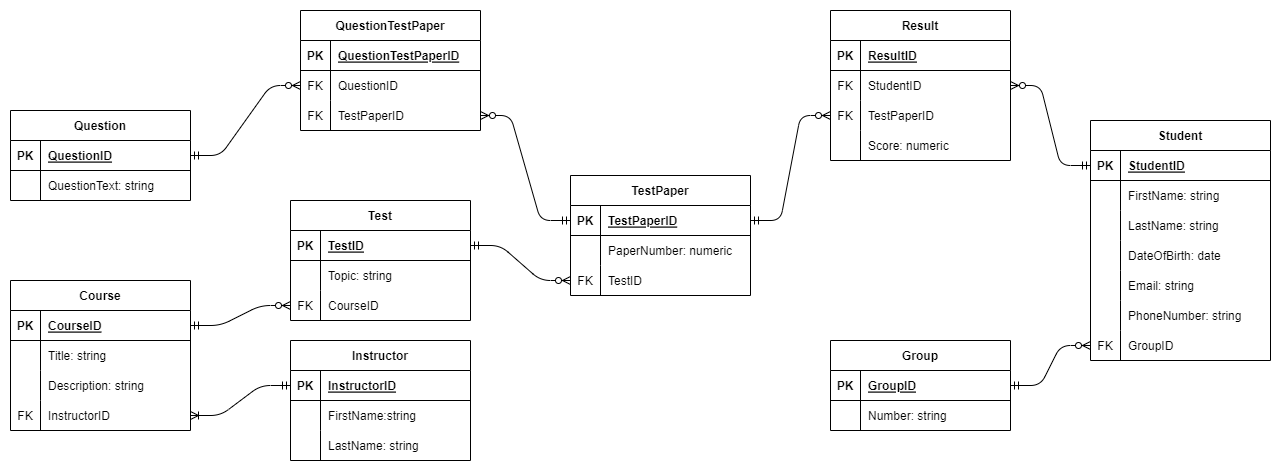 QuestionTestPaper
PK QuestionTestPaperID
FK QuestionID
FK TestPaperID
Result
PK ResultID
FK StudentID
FK TestPaperID
Score: numeric
Question
PK QuestionID
QuestionText: string
Student
PK StudentID
FirstName: string
LastName: string
DateOfBirth: date
Email: string
PhoneNumber: string
FK GroupID
TestPaper
PK TestPaperID
PaperNumber: numeric
FK TestID
Test
PK TestID
Topic: string
FK CourseID
Course
PK CourseID
Title: string
Description: string
FK InstructorID
Instructor
PK InstructorID
FirstName:string
LastName: string
Group
PK GroupID
Number: string